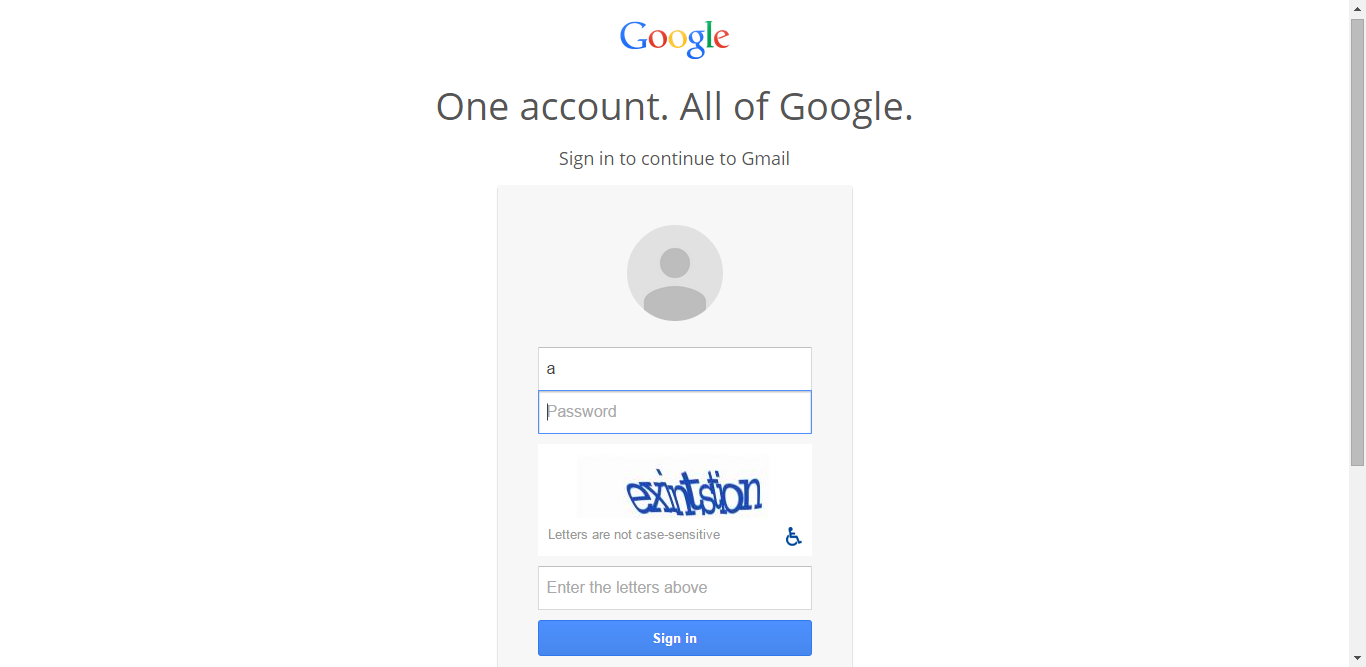 Google
One account. All of Google.
Sign in to continue to Gmail
a
Password
Letters are not case-sensitive
Enter the letters above
Sign in